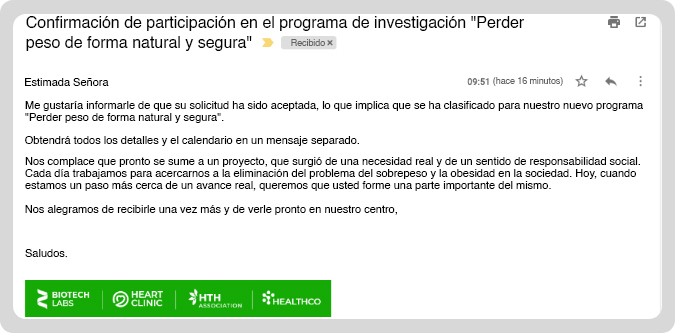 Confirmación de participación en el programa de investigación "Perder
peso de forma natural y segura"
Recibido ×
Estimada Señora
09:51 (hace 16 minutos)
Me gustaría informarle de que su solicitud ha sido aceptada, lo que implica que se ha clasificado para nuestro nuevo programa
"Perder peso de forma natural y segura".
Obtendrá todos los detalles y el calendario en un mensaje separado.
Nos complace que pronto se sume a un proyecto, que surgió de una necesidad real y de un sentido de responsabilidad social.
Cada día trabajamos para acercarnos a la eliminación del problema del sobrepeso y la obesidad en la sociedad. Hoy, cuando
estamos un paso más cerca de un avance real, queremos que usted forme una parte importante del mismo.
Nos alegramos de recibirle una vez más y de verle pronto en nuestro centro,
Saludos.
BIOTECH
LABS
HEART
CLINIC
HTH
ASSOCIATION
HEALTHCO